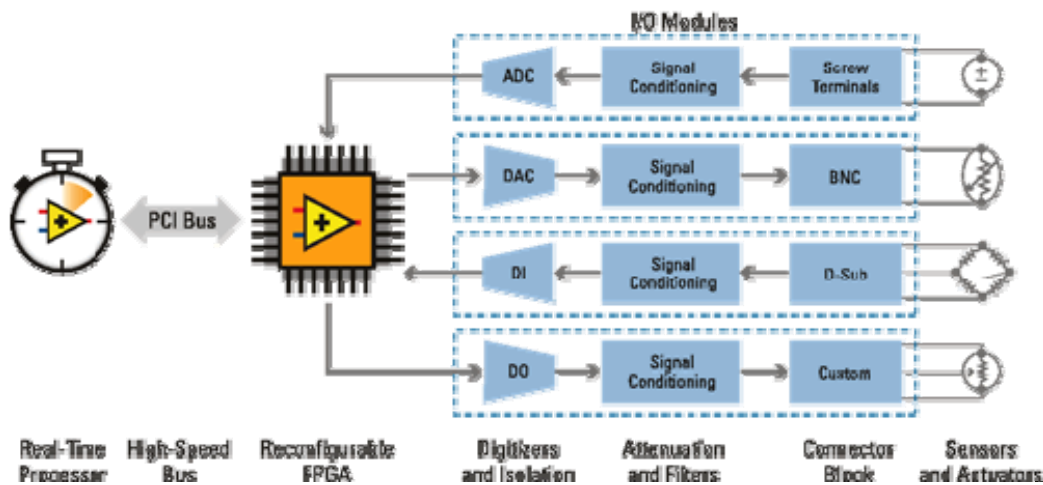 I/O Modules
ADC
Signal
Conditioning
Screw
Terminals
±
DAC
Signal
Conditioning
BNC
PCI Bus
DI
Signal
Conditioning
D-Sub
DO
Signal
Conditioning
Custom
Real-Time
Processor
High-Speed
Bus
Reconfigurable
FPGA
Digitizers
and Isolation
Attenuation
and Filters
Connector
Block
Sensors
and Actuators